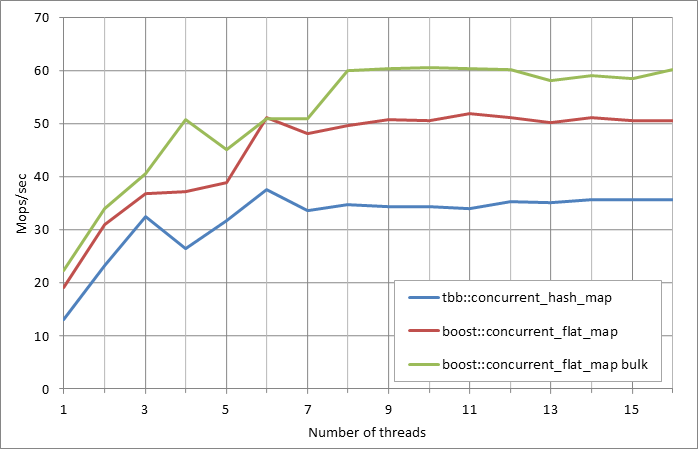 70
60
50
40
30
20
10
0
Mops/sec
tbb::concurrent_hash_map
boost::concurrent_flat_map
boost::concurrent_flat_map bulk
1 3 5 7 9 11 13 15
Number of threads